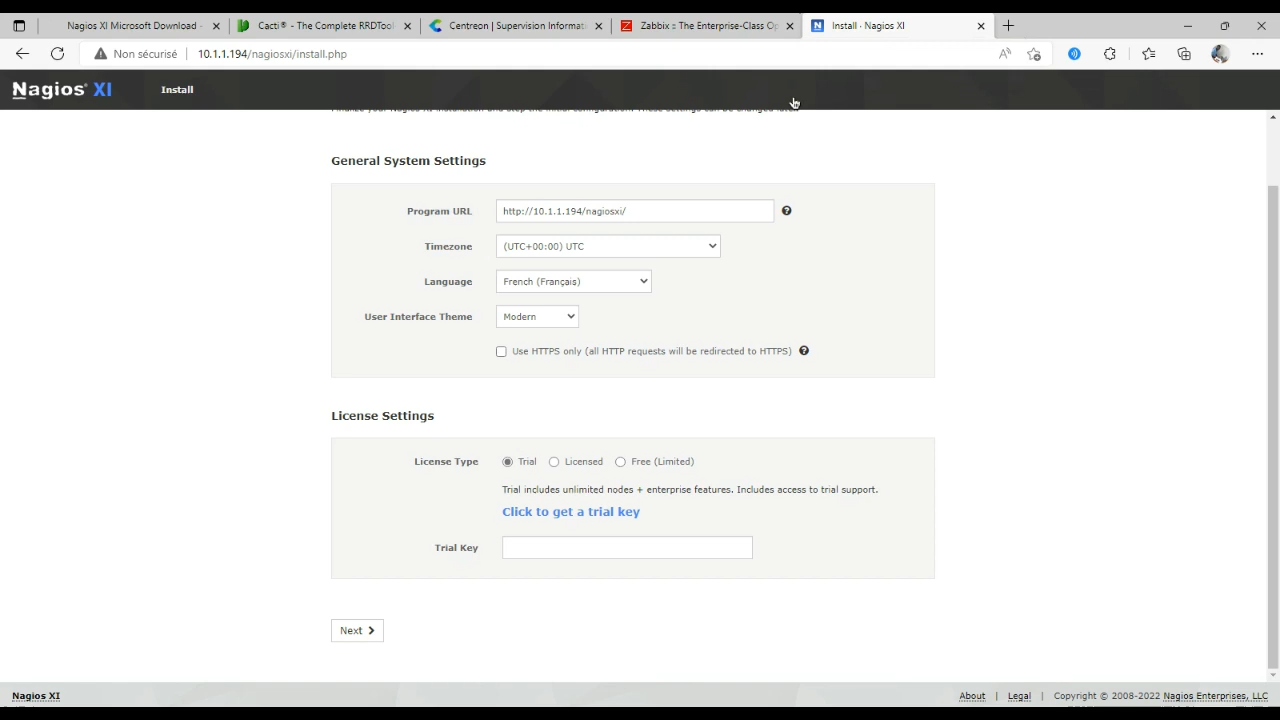 Nagios XI Microsoft Download -
Cacti® - The Complete RRDTool
Centreon | Supervision Informat
Zabbix :: The Enterprise-Class Op
Install · Nagios XI
Non sécurisé
10.1.1.194/nagiosxi/install.php
Nagios® XI
Install
General System Settings
Program URL http://10.1.1.194/nagiosxi/
Timezone (UTC+00:00) UTC
Language French (Français)
User Interface Theme Modern
Use HTTPS only (all HTTP requests will be redirected to HTTPS)
License Settings
License Type Trial Licensed Free (Limited)
Trial includes unlimited nodes + enterprise features. Includes access to trial support.
Click to get a trial key
Trial Key
Next
Nagios XI
About | Legal | Copyright © 2008-2022 Nagios Enterprises, LLC